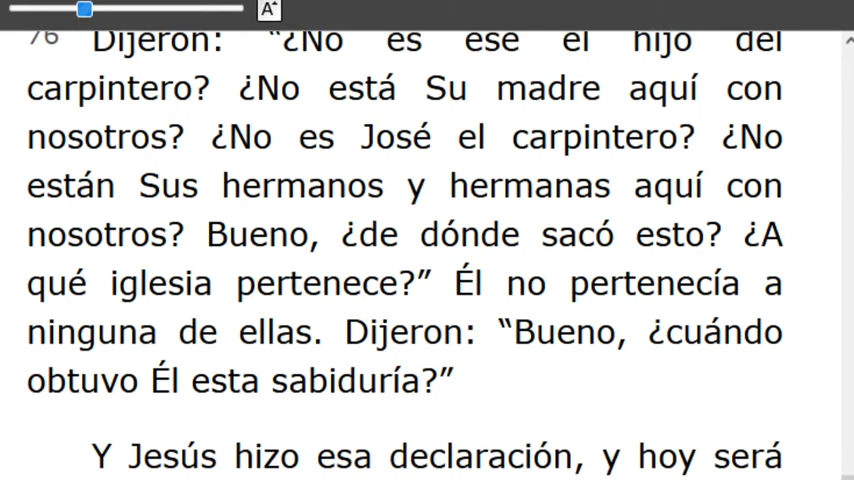 A
76 Dijeron: “¿No es ese el hijo del
carpintero? ¿No está Su madre aquí con
nosotros? ¿No es José el carpintero? ¿No
están Sus hermanos y hermanas aquí con
nosotros? Bueno, ¿de dónde sacó esto? ¿A
qué iglesia pertenece?” Él no pertenecía a
ninguna de ellas. Dijeron: “Bueno, ¿cuándo
obtuvo Él esta sabiduría?”
Y Jesús hizo esa declaración, y hoy será